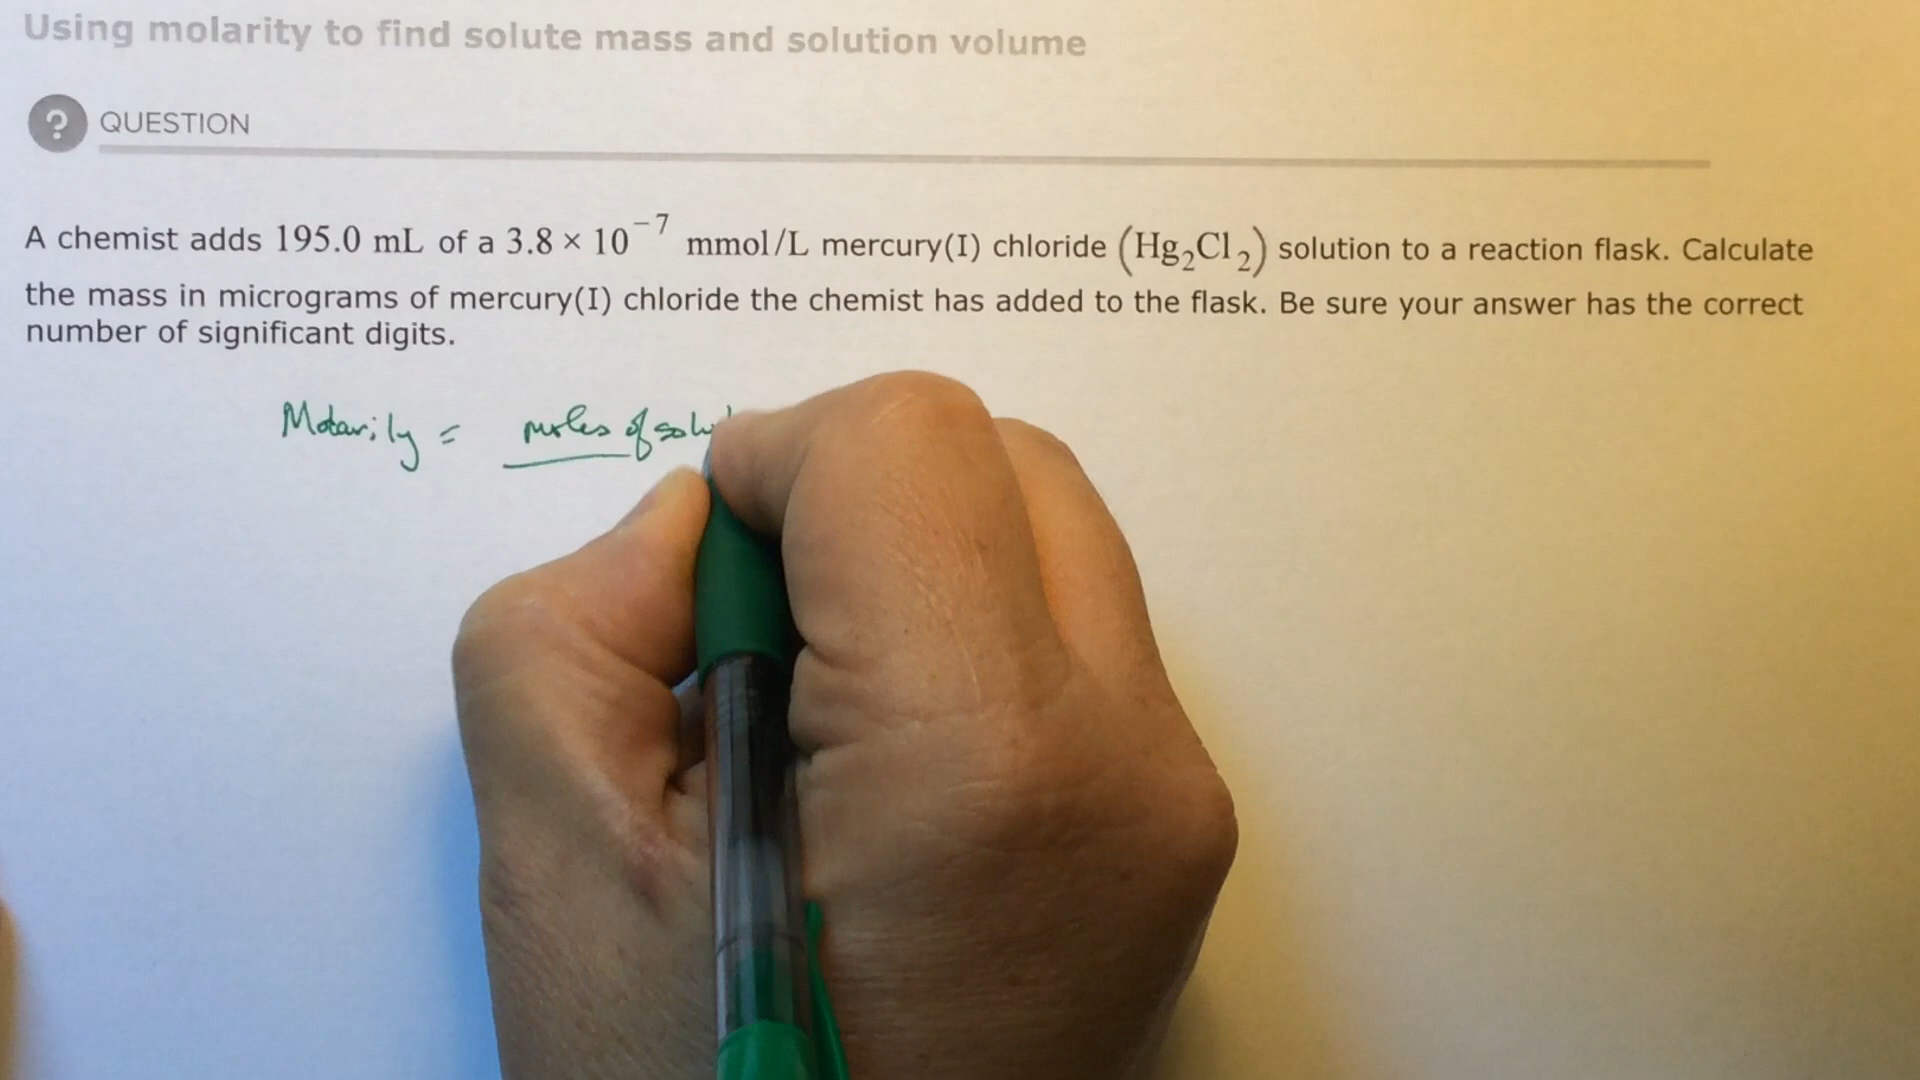 Using molarity to find solute mass and solution volume
? QUESTION
A chemist adds 195.0 mL of a 3.8 × 10⁻⁷ mmol/L mercury(I) chloride (Hg₂Cl₂) solution to a reaction flask. Calculate
the mass in micrograms of mercury(I) chloride the chemist has added to the flask. Be sure your answer has the correct
number of significant digits.
Molarity = moles of solu